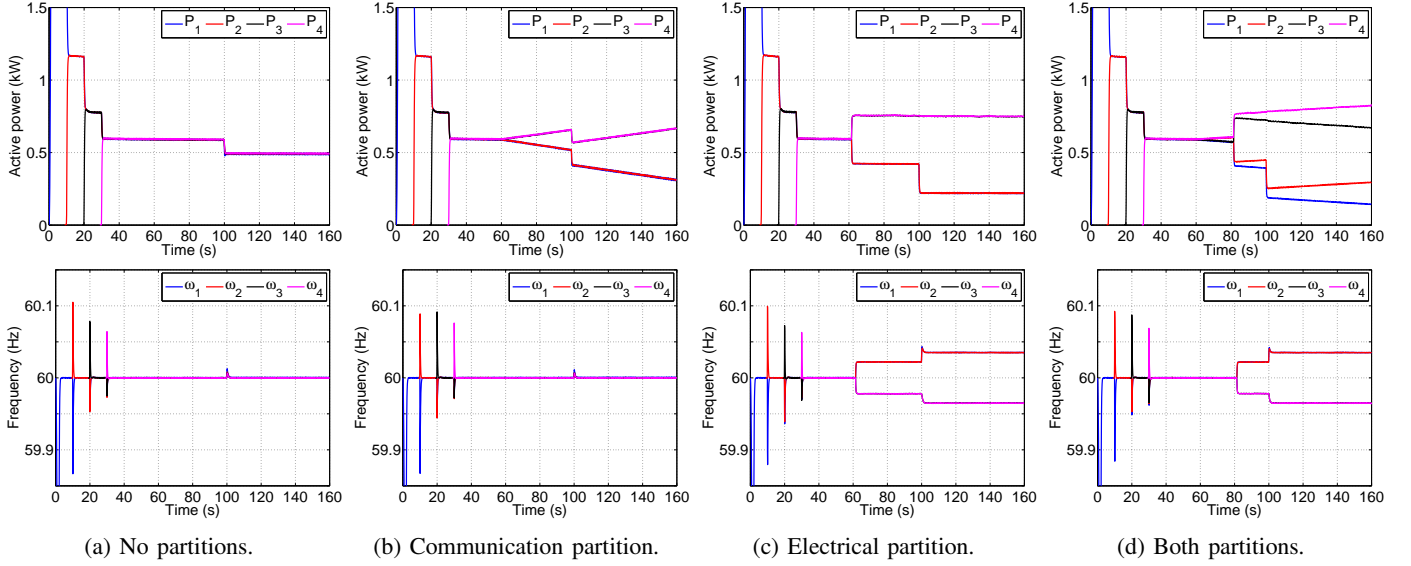 P1 P2 P3 P4
Active power (kW)
1.5
1
0.5
0
0 20 40 60 80 100 120 140 160
Time (s)
P1 P2 P3 P4
Active power (kW)
1.5
1
0.5
0
0 20 40 60 80 100 120 140 160
Time (s)
P1 P2 P3 P4
Active power (kW)
1.5
1
0.5
0
0 20 40 60 80 100 120 140 160
Time (s)
P1 P2 P3 P4
Active power (kW)
1.5
1
0.5
0
0 20 40 60 80 100 120 140 160
Time (s)
ω1 ω2 ω3 ω4
Frequency (Hz)
60.1
60
59.9
0 20 40 60 80 100 120 140 160
Time (s)
ω1 ω2 ω3 ω4
Frequency (Hz)
60.1
60
59.9
0 20 40 60 80 100 120 140 160
Time (s)
ω1 ω2 ω3 ω4
Frequency (Hz)
60.1
60
59.9
0 20 40 60 80 100 120 140 160
Time (s)
ω1 ω2 ω3 ω4
Frequency (Hz)
60.1
60
59.9
0 20 40 60 80 100 120 140 160
Time (s)
(a) No partitions.
(b) Communication partition.
(c) Electrical partition.
(d) Both partitions.